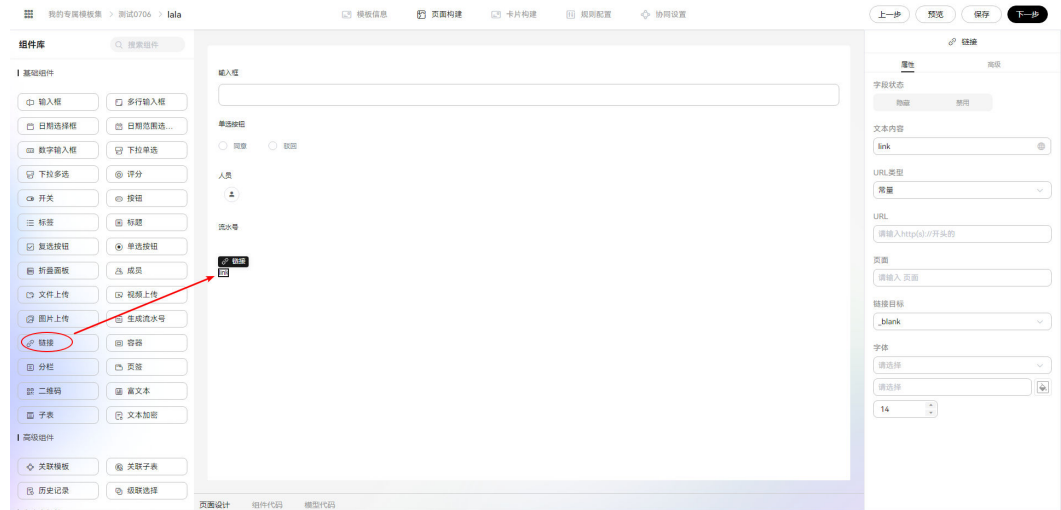 我的专属模板集 > 测试0706 > lala
模板信息 页面构建 卡片构建 规则配置 协同设置
上一步 预览 保存 下一步
组件库 搜索组件
基础组件
输入框 多行输入框
日期选择框 日期范围选...
数字输入框 下拉单选
下拉多选 评分
开关 按钮
标签 标题
复选按钮 单选按钮
折叠面板 成员
文件上传 视频上传
图片上传 生成流水号
链接 容器
分栏 页签
二维码 富文本
子表 文本加密
高级组件
关联模板 关联子表
历史记录 级联选择
输入框
单选按钮
同意 驳回
人员
流水号
链接
link
页面设计 组件代码 模型代码
链接
属性 高级
字段状态
隐藏 禁用
文本内容
link
URL类型
常量
URL
请输入http(s)://开头的
页面
请输入 页面
链接目标
_blank
字体
请选择
请选择
14